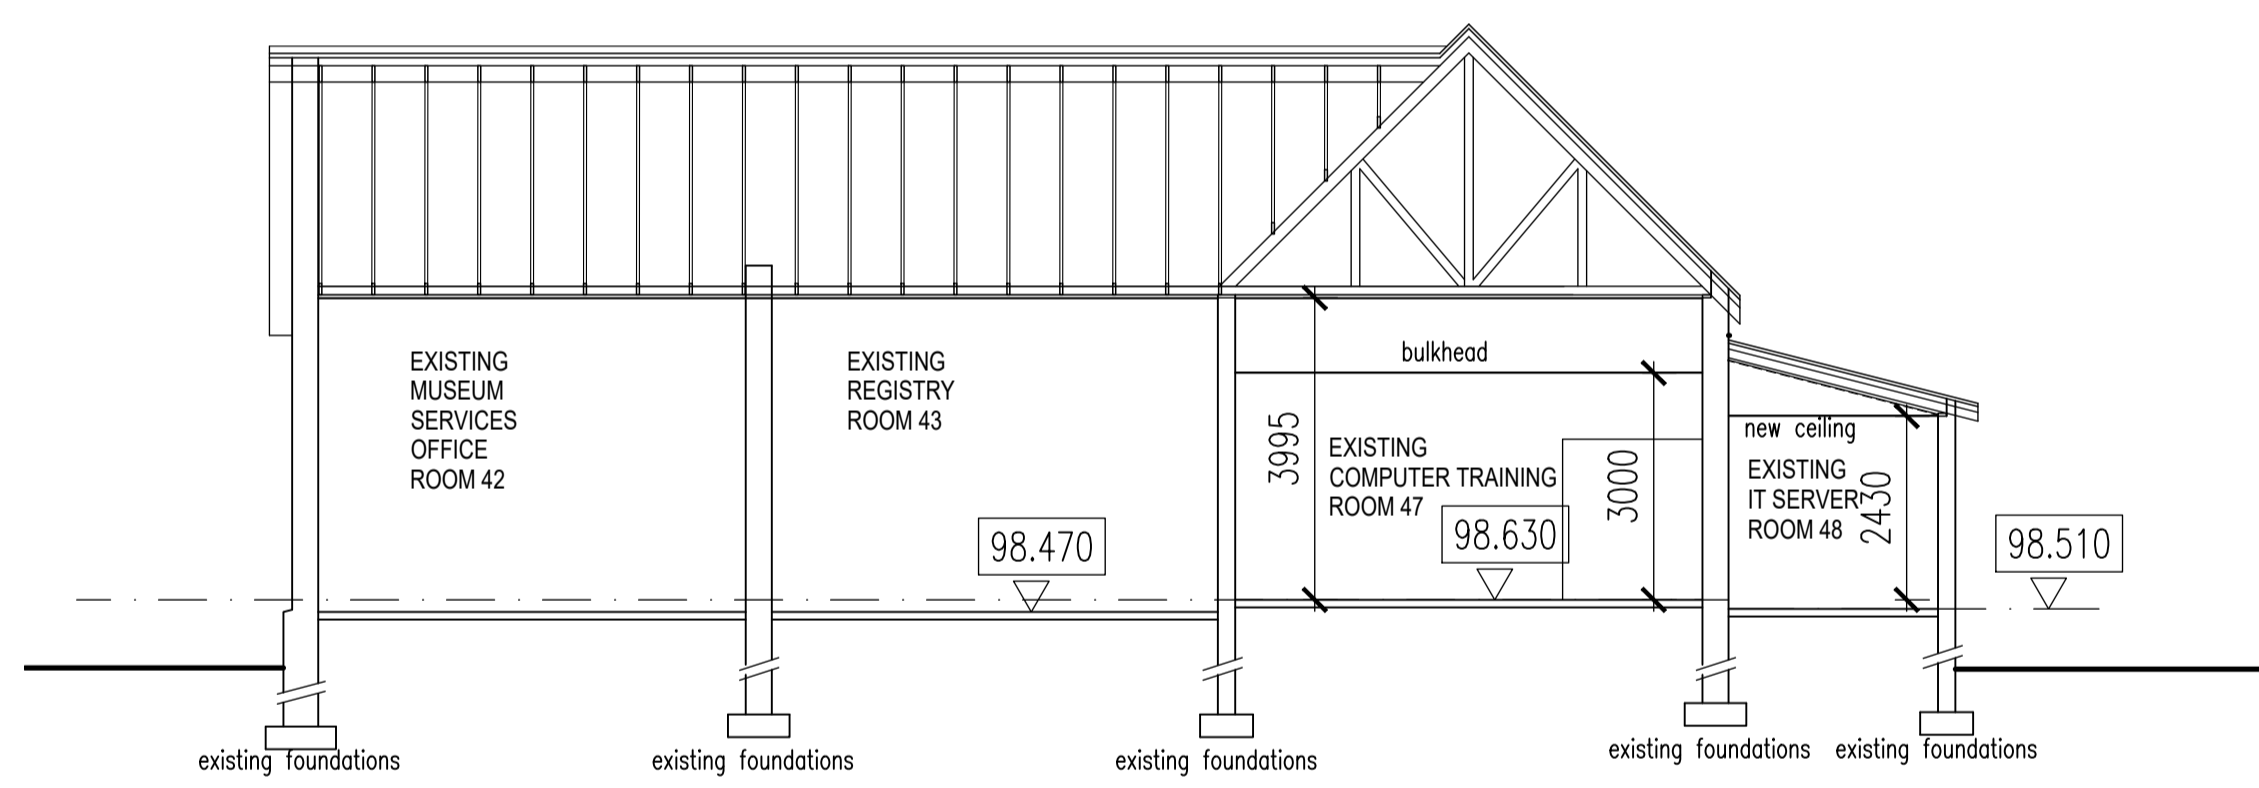 bulkhead
EXISTING
MUSEUM
SERVICES
OFFICE
ROOM 42
EXISTING
REGISTRY
ROOM 43
3995
EXISTING
COMPUTER TRAINING
ROOM 47
3000
new ceiling
EXISTING
IT SERVER
ROOM 48
2430
98.470
98.630
98.510
existing foundations
existing foundations
existing foundations
existing foundations
existing foundations